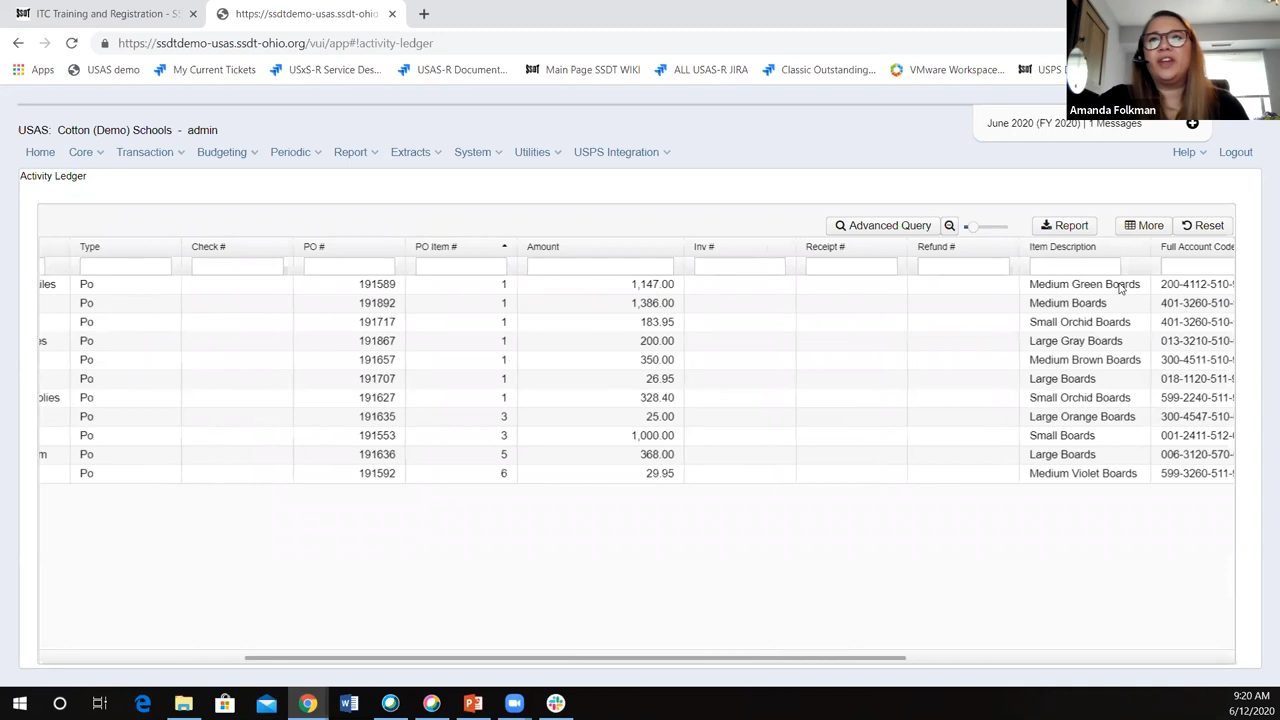 ITC Training and Registration - S
https://ssdtdemo-usas.ssdt-ohio
https://ssdtdemo-usas.ssdt-ohio.org/vui/app#!activity-ledger
Apps USAS demo My Current Tickets USxS-R Service Des... USAS-R Document... Main Page SSDT WIKI ALL USAS-R JIRA Classic Outstanding... VMware Workspace... USPS
Amanda Folkman
USAS: Cotton (Demo) Schools - admin
June 2020 (FY 2020) | 1 Messages
Home Core Transaction Budgeting Periodic Report Extracts System Utilities USPS Integration Help Logout
Activity Ledger
Advanced Query Report More Reset
Type Check # PO # PO Item # Amount Inv # Receipt # Refund # Item Description Full Account Code
iles Po 191589 1 1,147.00 Medium Green Boards 200-4112-510-
Po 191892 1 1,386.00 Medium Boards 401-3260-510-
Po 191717 1 183.95 Small Orchid Boards 401-3260-510-
es Po 191867 1 200.00 Large Gray Boards 013-3210-510-
Po 191657 1 350.00 Medium Brown Boards 300-4511-510-
Po 191707 1 26.95 Large Boards 018-1120-511-
olies Po 191627 1 328.40 Small Orchid Boards 599-2240-511-
Po 191635 3 25.00 Large Orange Boards 300-4547-510-
Po 191553 3 1,000.00 Small Boards 001-2411-512-
m Po 191636 5 368.00 Large Boards 006-3120-570-
Po 191592 6 29.95 Medium Violet Boards 599-3260-511-
9:20 AM
6/12/2020